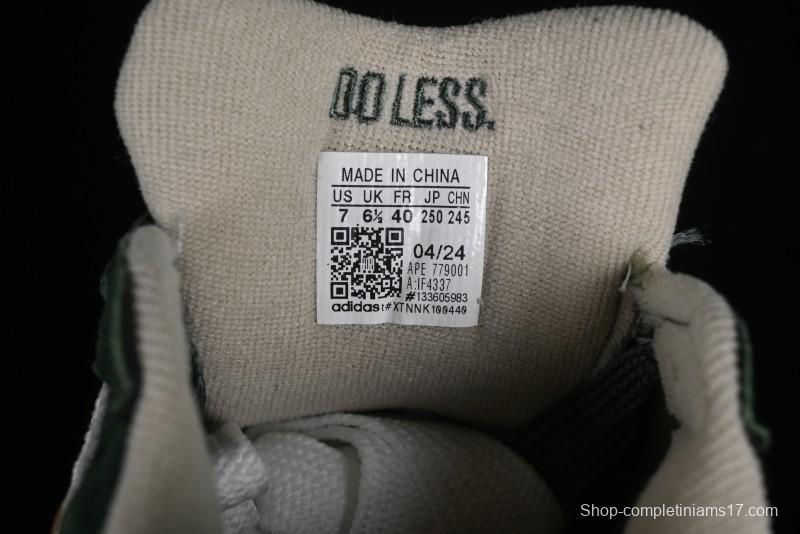 DO LESS.
MADE IN CHINA
US UK FR JP CHN
7 6½ 40 250 245
04/24
APE 779001
A:IF4337
#133605983
adidas t#XTNNK100440
Shop-completiniams17.com